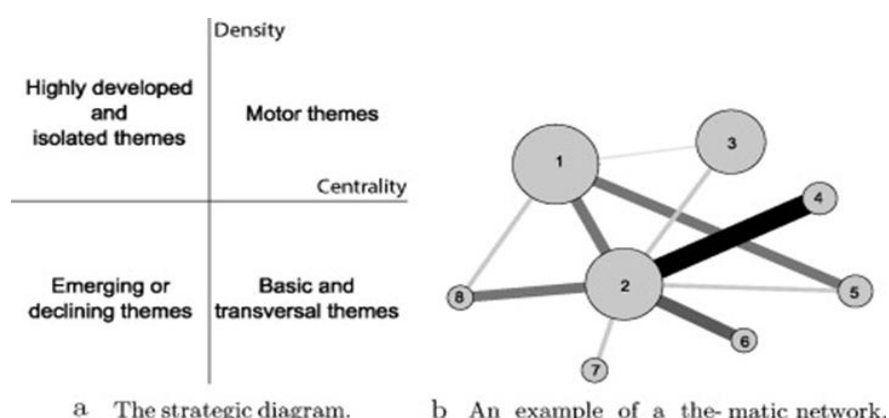 Density
Highly developed
and
isolated themes
Motor themes
Centrality
Emerging or
declining themes
Basic and
transversal themes
a The strategic diagram.
1
3
4
2
5
8
6
7
b An example of a the- matic network.